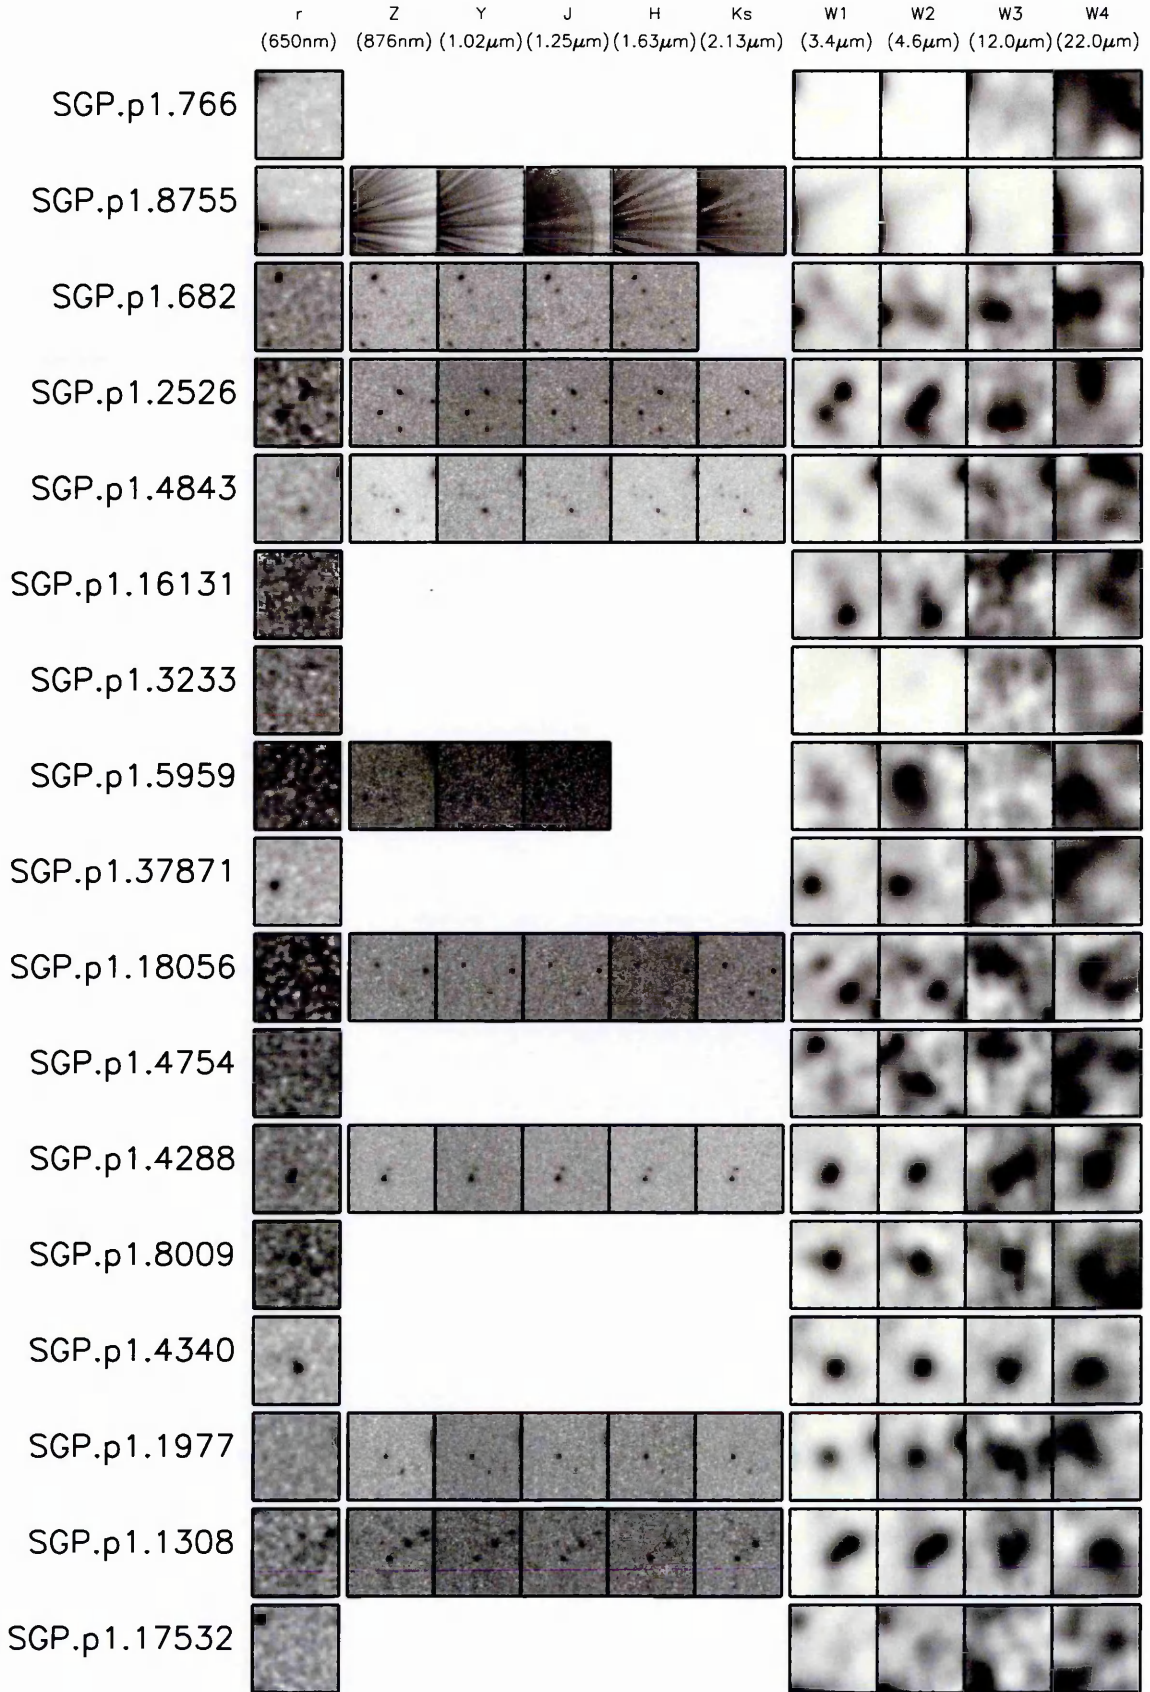 r Z Y J H Ks W1 W2 W3 W4
(650nm) (876nm) (1.02μm) (1.25μm) (1.63μm) (2.13μm) (3.4μm) (4.6μm) (12.0μm) (22.0μm)
SGP.p1.766
SGP.p1.8755
SGP.p1.682
SGP.p1.2526
SGP.p1.4843
SGP.p1.16131
SGP.p1.3233
SGP.p1.5959
SGP.p1.37871
SGP.p1.18056
SGP.p1.4754
SGP.p1.4288
SGP.p1.8009
SGP.p1.4340
SGP.p1.1977
SGP.p1.1308
SGP.p1.17532